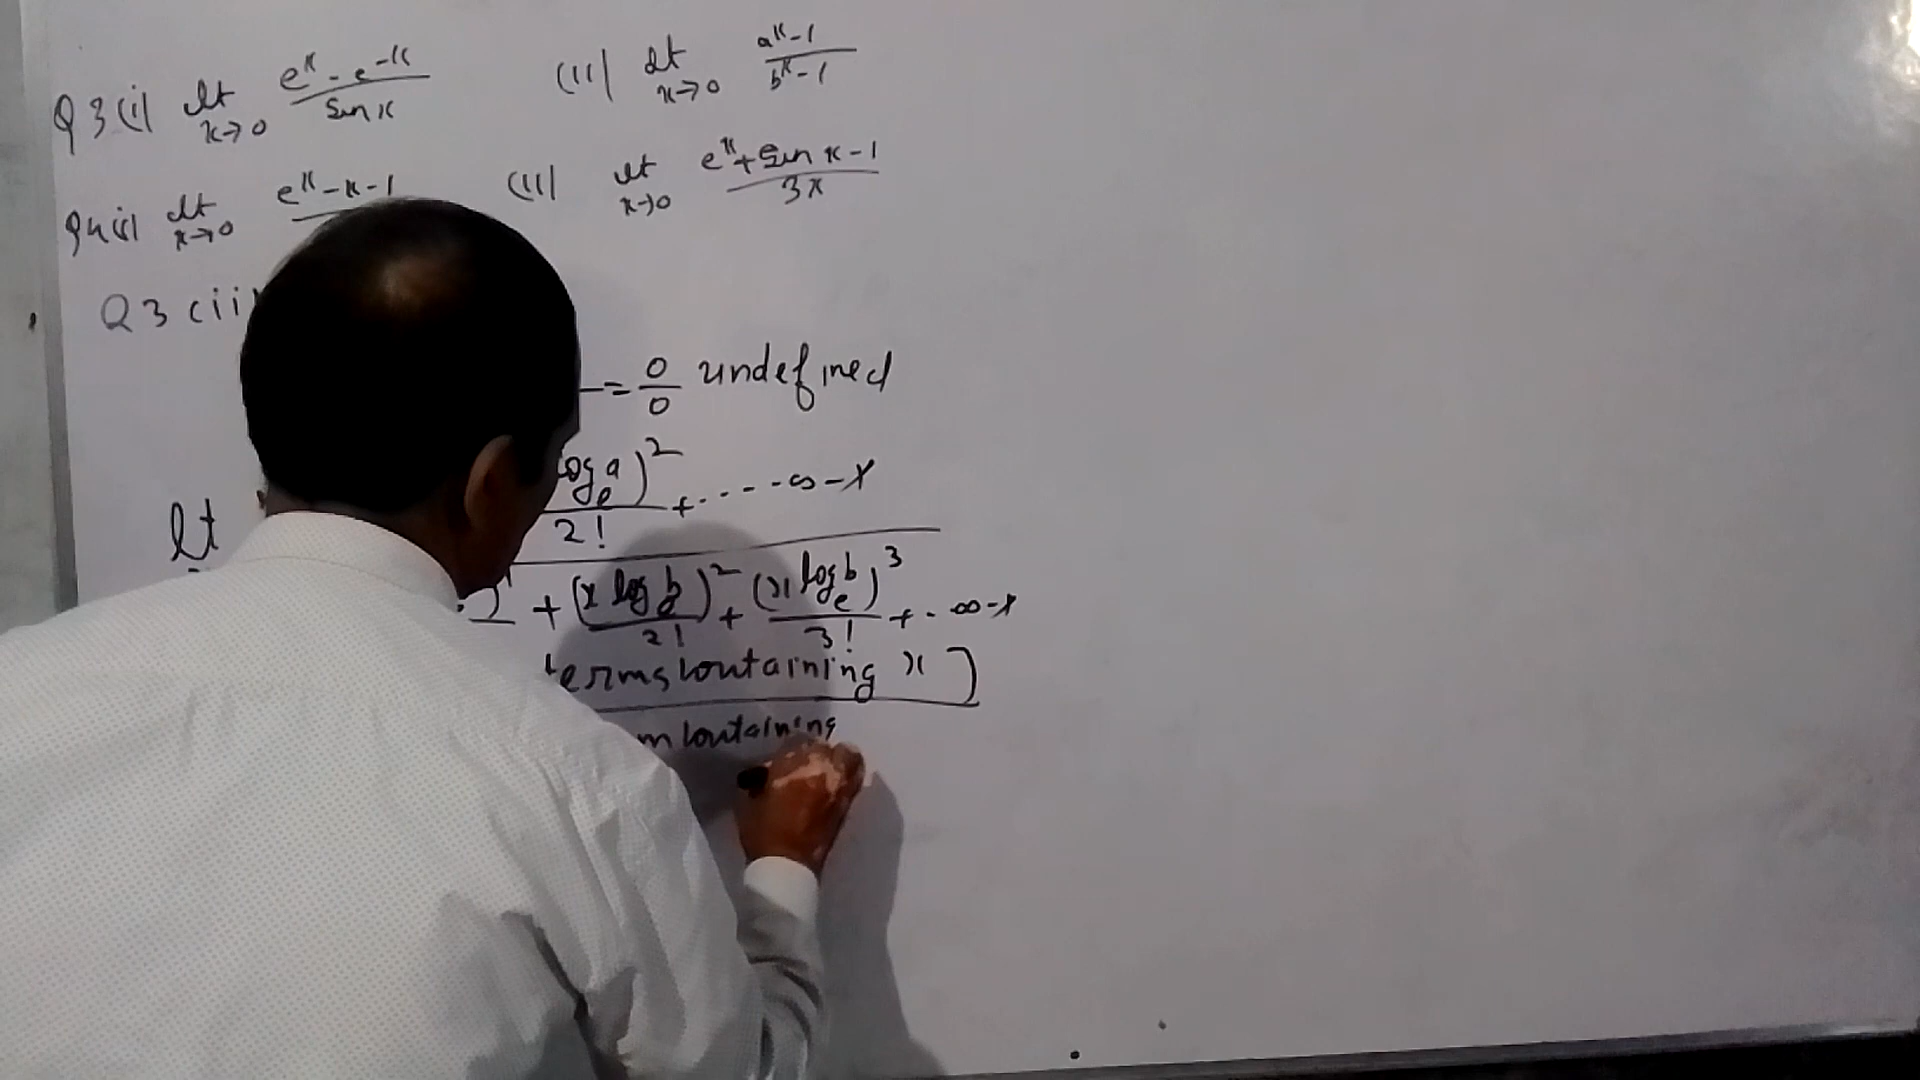 Q3(i) lt x→0 (e^x - e^-x)/(sin x) (ii) lt x→0 (a^x - 1)/(b^x - 1)
Q4(i) lt x→0 e^x - x - 1 (ii) lt x→0 (e^x + sin x - 1)/(3x)
Q3(ii)
= 0/0 undefined
lt log_e a)^2/2! + ....∞ - 1
+ (x log_e b)^2/2! + (x log_e b)^3/3! + ..∞ - 1
terms containing x ]
containing